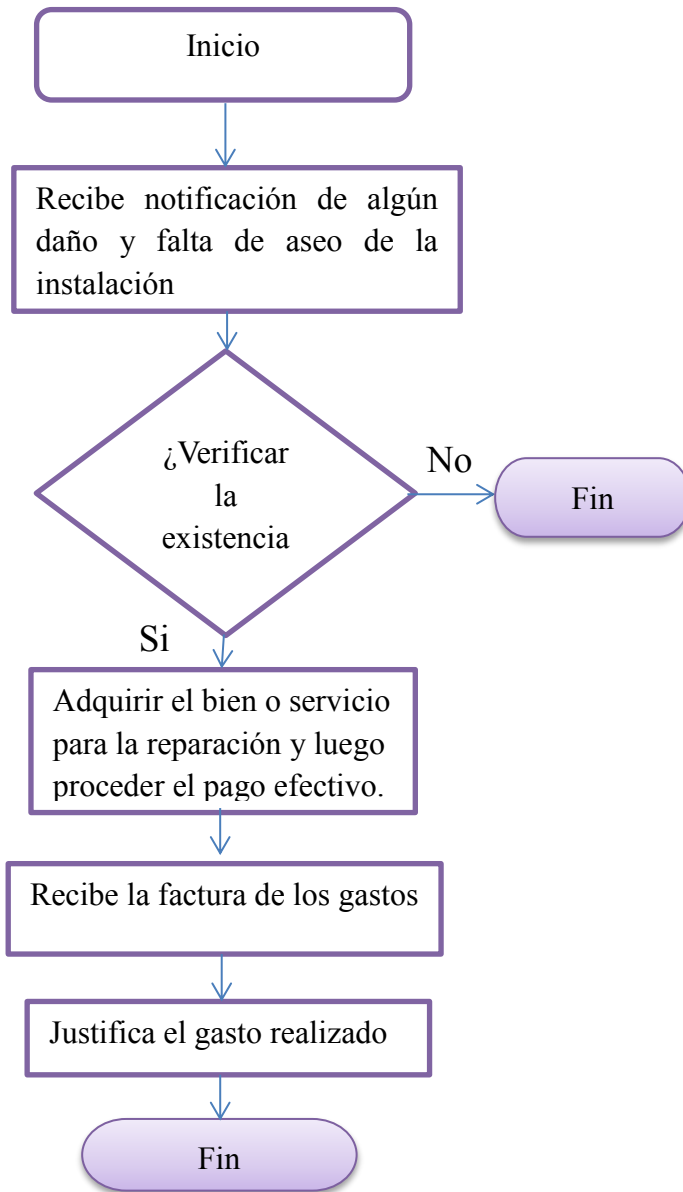 Inicio
Recibe notificación de algún
daño y falta de aseo de la
instalación
¿Verificar
la
existencia
No
Fin
Si
Adquirir el bien o servicio
para la reparación y luego
proceder el pago efectivo.
Recibe la factura de los gastos
Justifica el gasto realizado
Fin